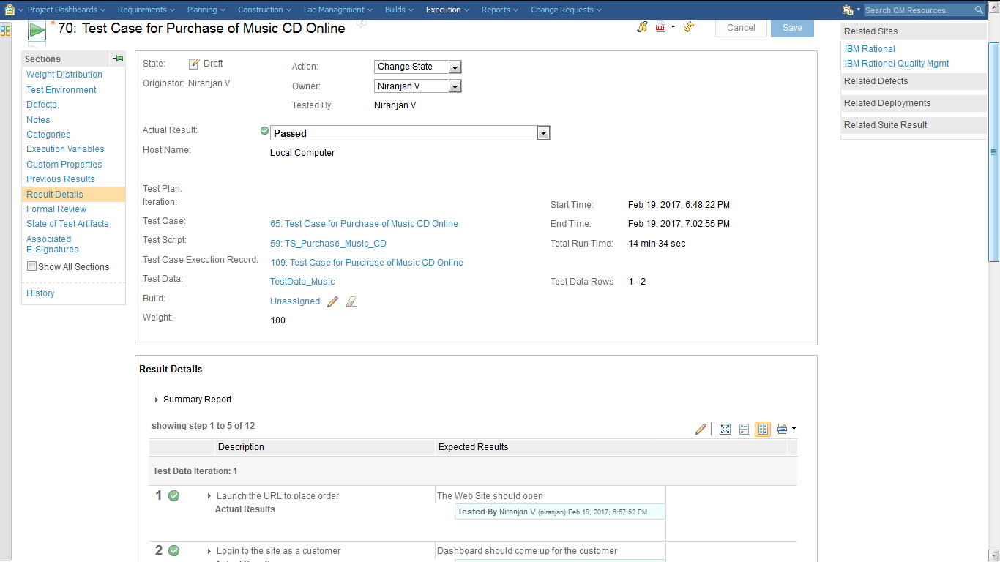 Project Dashboards Requirements Planning Construction Lab Management Builds Execution Reports Change Requests Search QM Resources
*70: Test Case for Purchase of Music CD Online
Cancel Save
Sections
Weight Distribution
Test Environment
Defects
Notes
Categories
Execution Variables
Custom Properties
Previous Results
Result Details
Formal Review
State of Test Artifacts
Associated
E-Signatures
Show All Sections
History
State: Draft Action: Change State
Originator: Niranjan V Owner: Niranjan V
Tested By: Niranjan V
Actual Result: Passed
Host Name: Local Computer
Test Plan:
Iteration: Start Time: Feb 19, 2017, 6:48:22 PM
Test Case: 65: Test Case for Purchase of Music CD Online End Time: Feb 19, 2017, 7:02:55 PM
Test Script: 59: TS_Purchase_Music_CD Total Run Time: 14 min 34 sec
Test Case Execution Record: 109: Test Case for Purchase of Music CD Online
Test Data: TestData_Music Test Data Rows 1 - 2
Build: Unassigned
Weight: 100
Related Sites
IBM Rational
IBM Rational Quality Mgmt
Related Defects
Related Deployments
Related Suite Result
Result Details
Summary Report
showing step 1 to 5 of 12
Description Expected Results
Test Data Iteration: 1
1 Launch the URL to place order The Web Site should open
Actual Results Tested By Niranjan V (niranjan) Feb 19, 2017, 6:57:52 PM
2 Login to the site as a customer Dashboard should come up for the customer